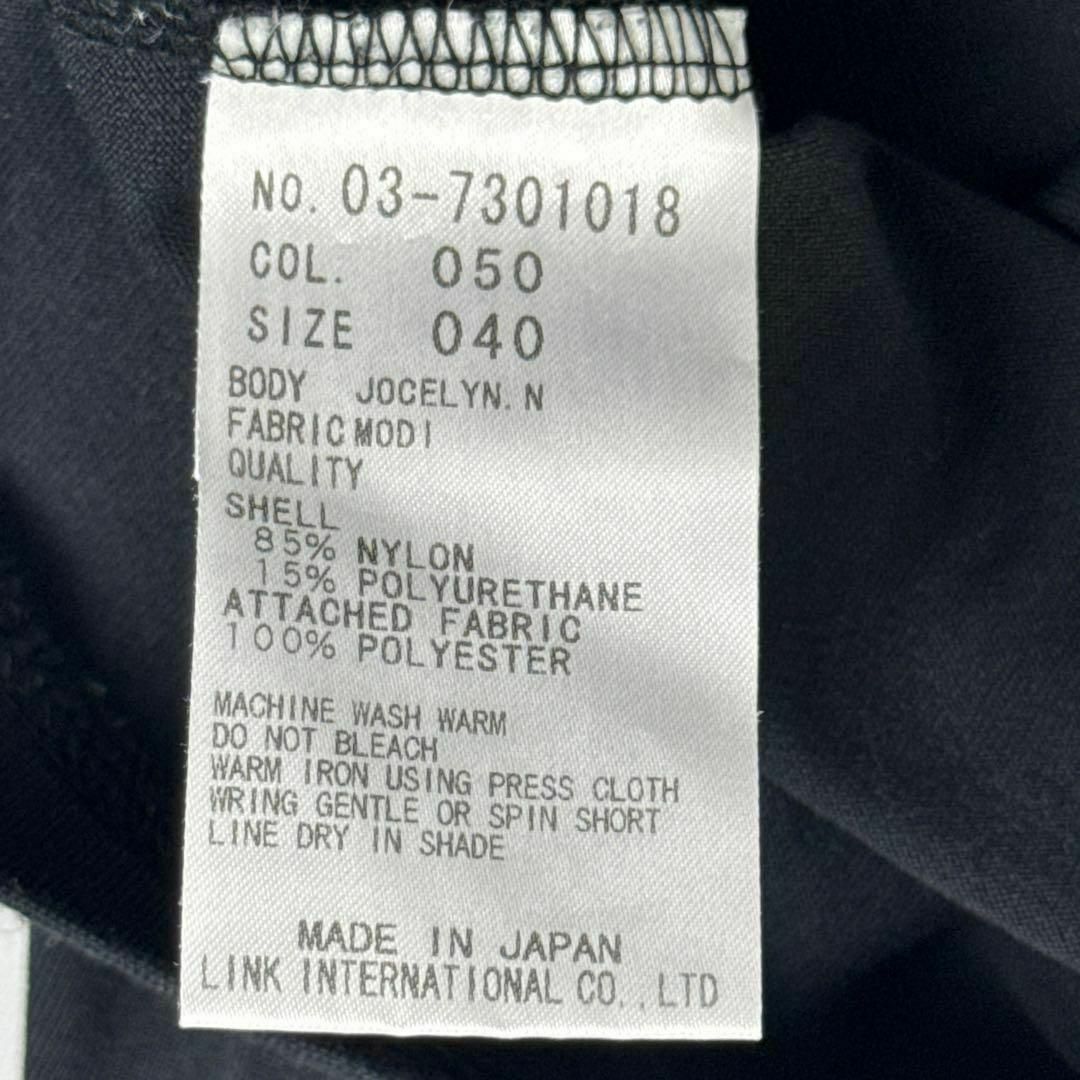 NO. 03-7301018
COL. 050
SIZE 040
BODY JOCELYN. N
FABRIC MODI
QUALITY
SHELL
85% NYLON
15% POLYURETHANE
ATTACHED FABRIC
100% POLYESTER
MACHINE WASH WARM
DO NOT BLEACH
WARM IRON USING PRESS CLOTH
WRING GENTLE OR SPIN SHORT
LINE DRY IN SHADE
MADE IN JAPAN
LINK INTERNATIONAL CO.,LTD